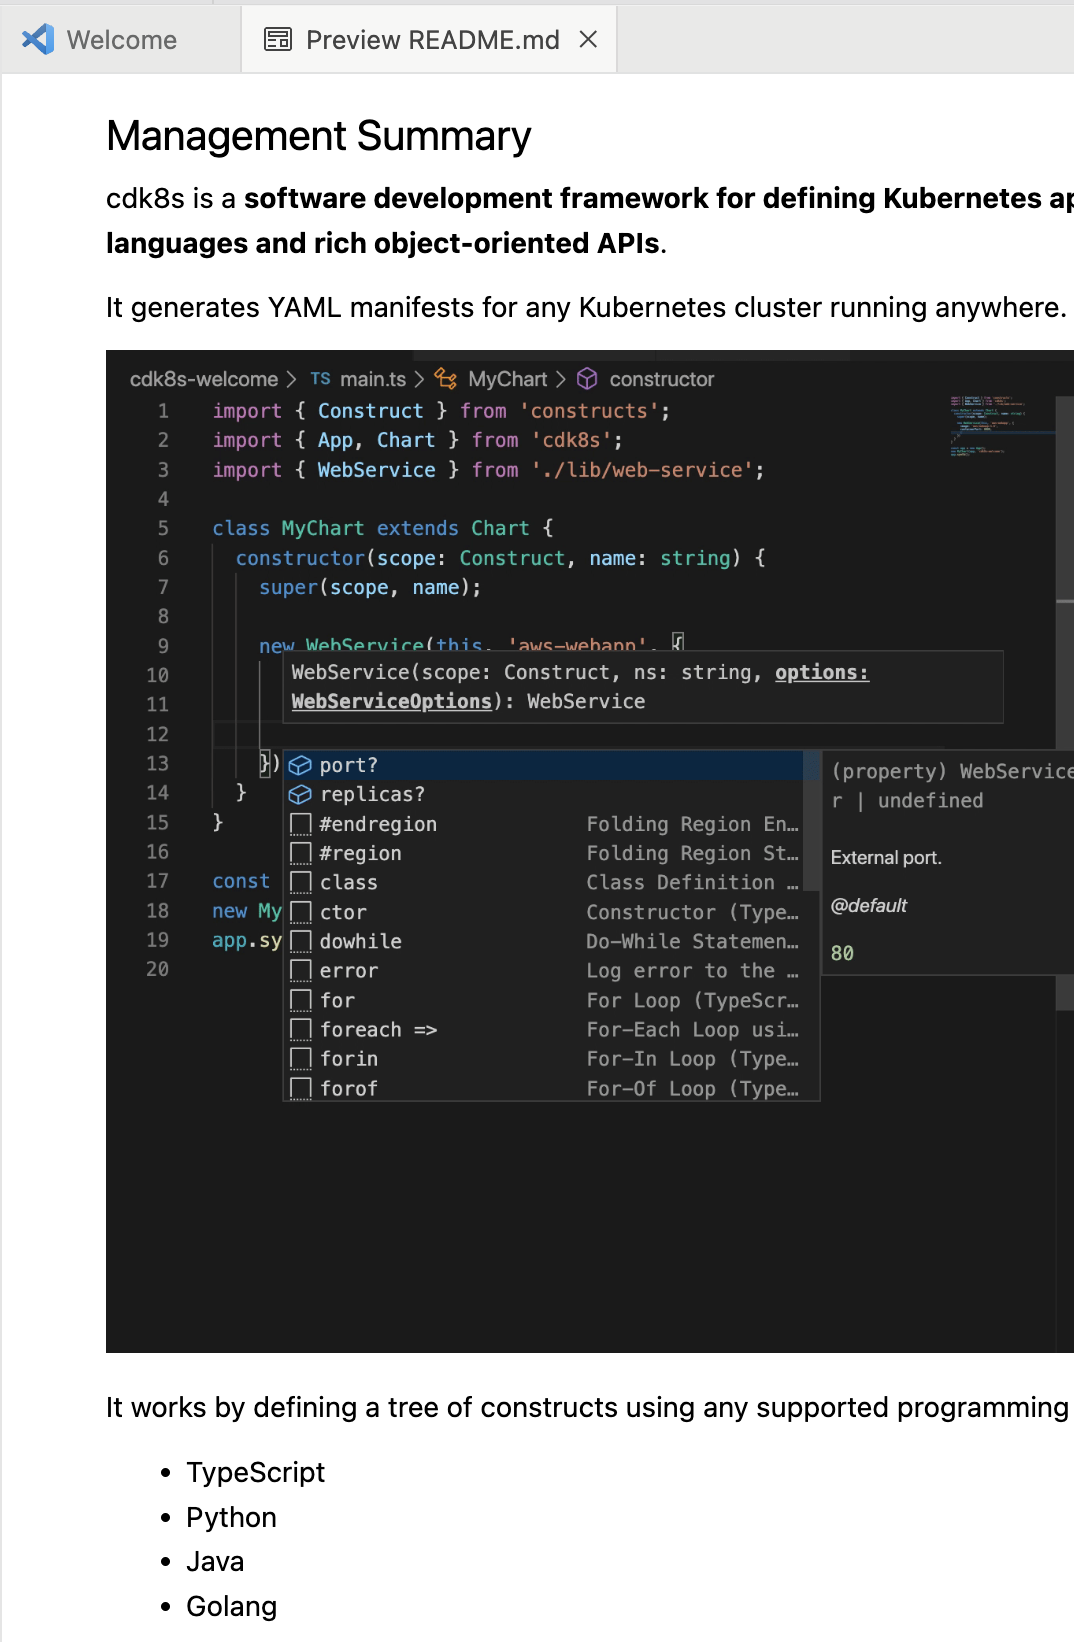 Welcome
Preview README.md
Management Summary
cdk8s is a software development framework for defining Kubernetes
languages and rich object-oriented APIs.
It generates YAML manifests for any Kubernetes cluster running anywhere.
cdk8s-welcome > TS main.ts > MyChart > constructor
1 import { Construct } from 'constructs';
2 import { App, Chart } from 'cdk8s';
3 import { WebService } from './lib/web-service';
4
5 class MyChart extends Chart {
6 constructor(scope: Construct, name: string) {
7 super(scope, name);
8
9 new WebService(this, 'aws-webapp', {
10 WebService(scope: Construct, ns: string, options:
11 WebServiceOptions): WebService
12
13 })
port?
(property) WebService
replicas?
r | undefined
14 }
#endregion Folding Region En…
15 }
#region Folding Region St…
External port.
16
17 const
class Class Definition …
@default
18 new My
ctor Constructor (Type…
19 app.sy
dowhile Do-While Statemen…
80
20
error Log error to the …
for For Loop (TypeScr…
foreach => For-Each Loop usi…
forin For-In Loop (Type…
forof For-Of Loop (Type…
It works by defining a tree of constructs using any supported programming
• TypeScript
• Python
• Java
• Golang